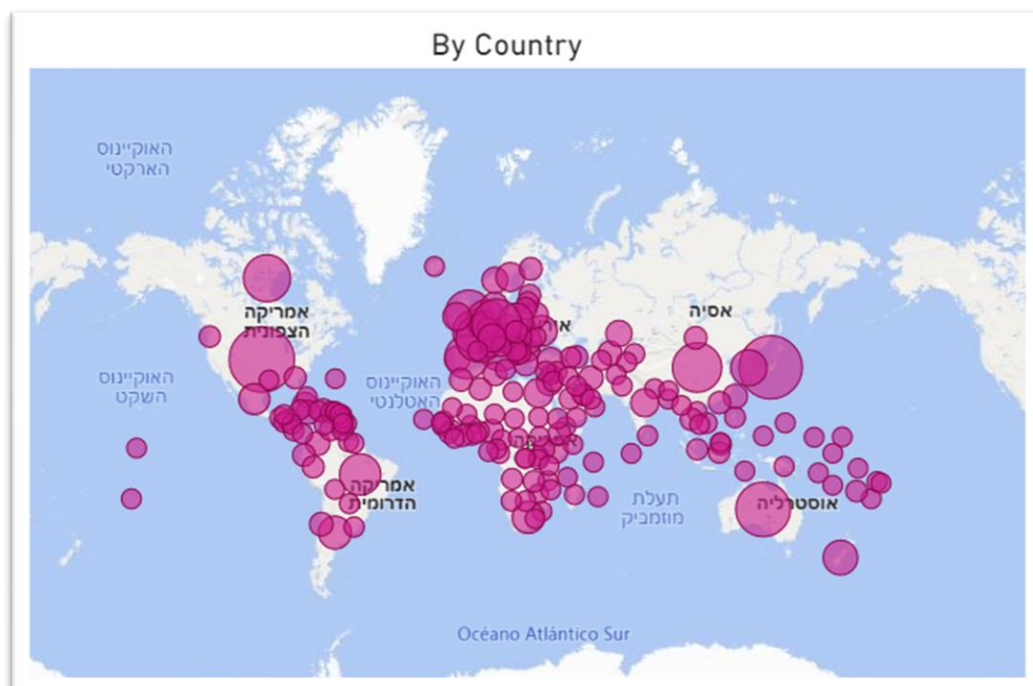 By Country
האוקיינוס
הארקטי
אמריקה
הצפונית
אסיה
האוקיינוס
השקט
האוקיינוס
האטלנטי
אמריקה
הדרומית
תעלת
מוזמביק
אוסטרליה
Océano Atlántico Sur